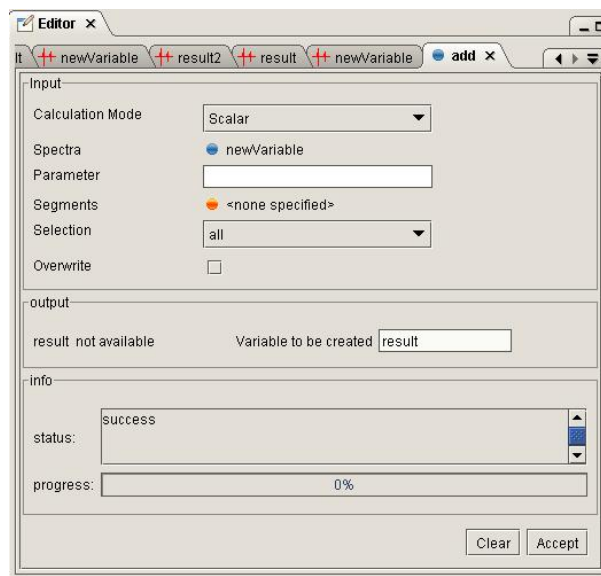 Editor
lt newVariable result2 result newVariable add
Input
Calculation Mode Scalar
Spectra newVariable
Parameter
Segments <none specified>
Selection all
Overwrite
output
result not available Variable to be created result
info
status: success
progress: 0%
Clear Accept